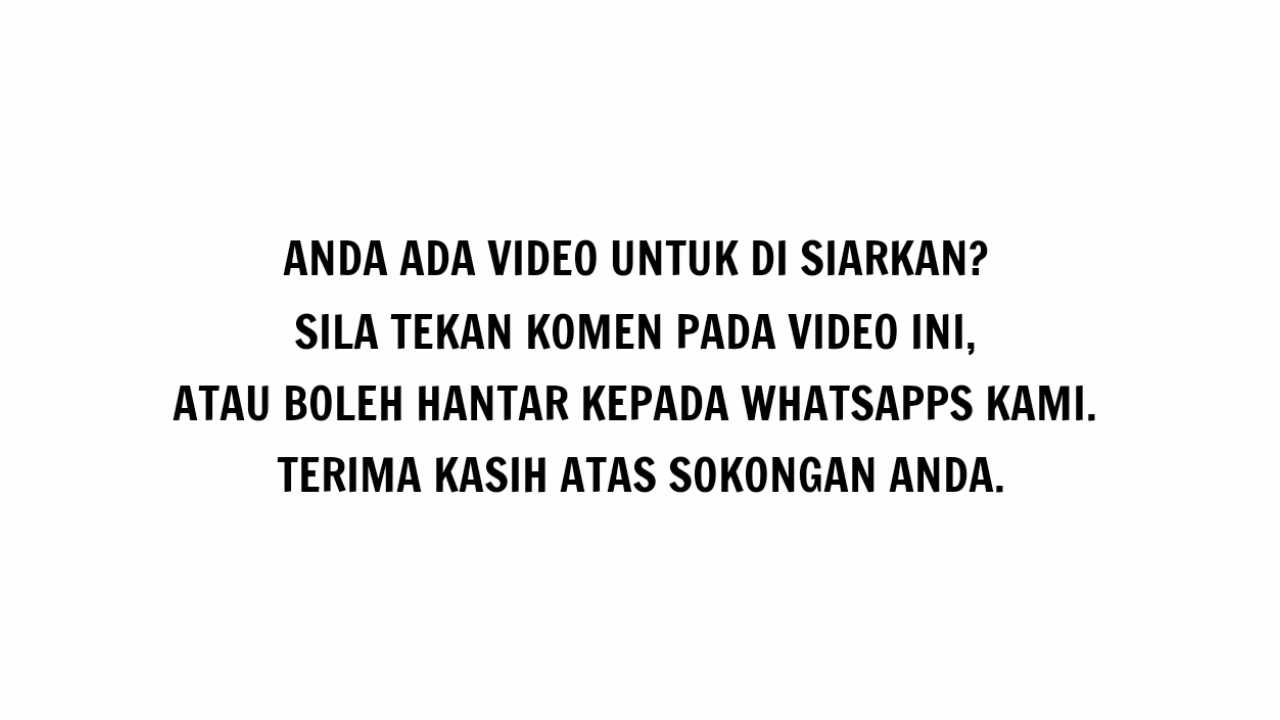 ANDA ADA VIDEO UNTUK DI SIARKAN?
SILA TEKAN KOMEN PADA VIDEO INI,
ATAU BOLEH HANTAR KEPADA WHATSAPPS KAMI.
TERIMA KASIH ATAS SOKONGAN ANDA.